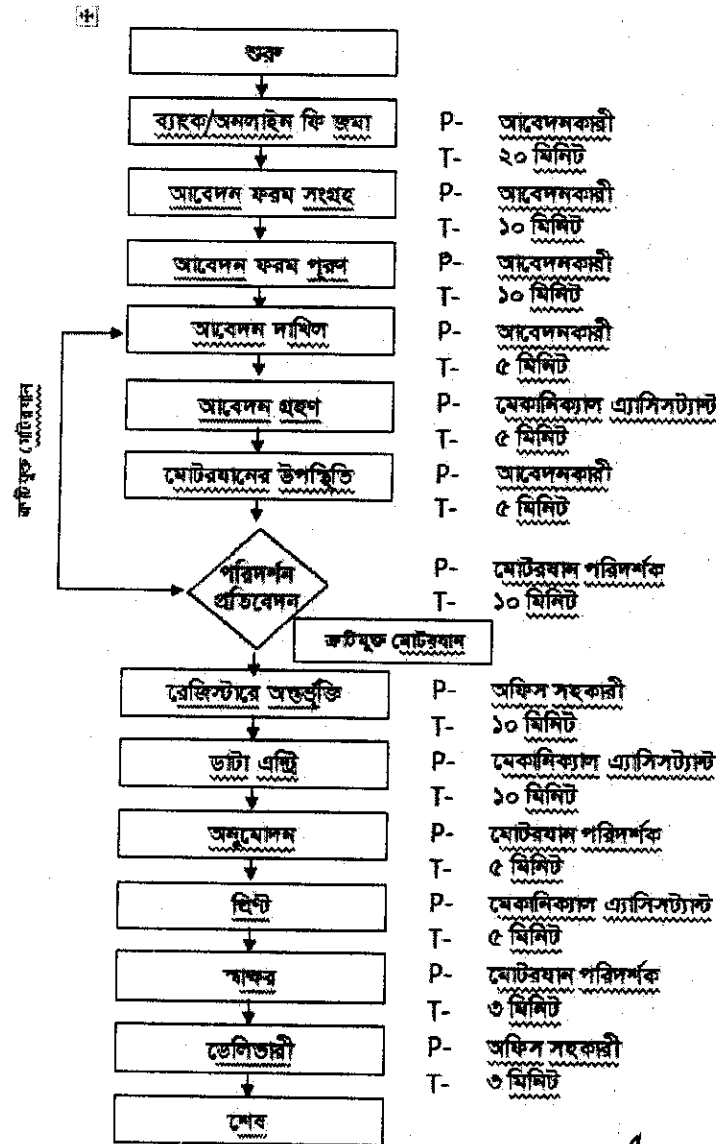 শুরু
ব্যাংক/অনলাইন ফি জমা
P- আবেদনকারী
T- ২০ মিনিট
আবেদন ফরম সংগ্রহ
P- আবেদনকারী
T- ১০ মিনিট
আবেদন ফরম পূরণ
P- আবেদনকারী
T- ১০ মিনিট
আবেদন দাখিল
P- আবেদনকারী
T- ৫ মিনিট
আবেদন গ্রহণ
P- মেকানিক্যাল এ্যাসিসট্যান্ট
T- ৫ মিনিট
মোটরযানের উপস্থিতি
P- আবেদনকারী
T- ৫ মিনিট
ত্রুটিযুক্ত মোটরযান
পরিদর্শন
প্রতিবেদন
P- মোটরযান পরিদর্শক
T- ১০ মিনিট
ত্রুটিমুক্ত মোটরযান
রেজিস্টারে অন্তর্ভুক্তি
P- অফিস সহকারী
T- ১০ মিনিট
ডাটা এন্ট্রি
P- মেকানিক্যাল এ্যাসিসট্যান্ট
T- ১০ মিনিট
অনুমোদন
P- মোটরযান পরিদর্শক
T- ৫ মিনিট
প্রিন্ট
P- মেকানিক্যাল এ্যাসিসট্যান্ট
T- ৫ মিনিট
স্বাক্ষর
P- মোটরযান পরিদর্শক
T- ৩ মিনিট
ডেলিভারী
P- অফিস সহকারী
T- ৩ মিনিট
শেষ